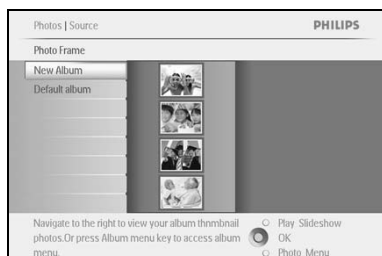 Photos | Source PHILIPS
Photo Frame
New Album
Default album
Navigate to the right to view your album thnmbnail
photos.Or press Album menu key to access album
menu.
Play Slideshow
OK
Photo Menu